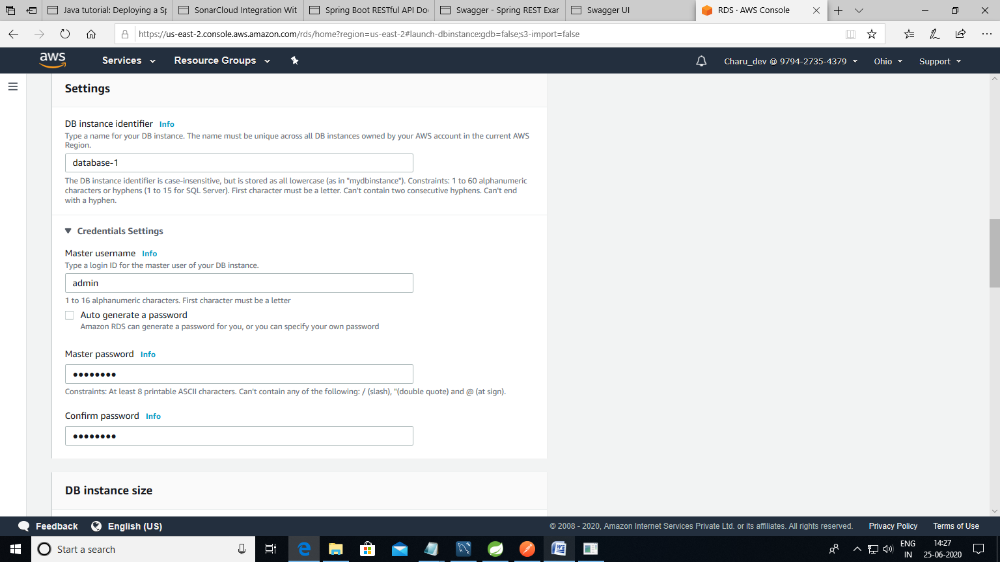 Java tutorial: Deploying a Sp
SonarCloud Integration Wit
Spring Boot RESTful API Doc
Swagger - Spring REST Exar
Swagger UI
RDS · AWS Console
https://us-east-2.console.aws.amazon.com/rds/home?region=us-east-2#launch-dbinstance:gdb=false;s3-import=false
aws
Services
Resource Groups
Charu_dev @ 9794-2735-4379
Ohio
Support
Settings
DB instance identifier Info
Type a name for your DB instance. The name must be unique across all DB instances owned by your AWS account in the current AWS
Region.
database-1
The DB instance identifier is case-insensitive, but is stored as all lowercase (as in "mydbinstance"). Constraints: 1 to 60 alphanumeric
characters or hyphens (1 to 15 for SQL Server). First character must be a letter. Can't contain two consecutive hyphens. Can't end
with a hyphen.
Credentials Settings
Master username Info
Type a login ID for the master user of your DB instance.
admin
1 to 16 alphanumeric characters. First character must be a letter
Auto generate a password
Amazon RDS can generate a password for you, or you can specify your own password
Master password Info
••••••••
Constraints: At least 8 printable ASCII characters. Can't contain any of the following: / (slash), "(double quote) and @ (at sign).
Confirm password Info
••••••••
DB instance size
Feedback
English (US)
© 2008 - 2020, Amazon Internet Services Private Ltd. or its affiliates. All rights reserved.
Privacy Policy
Terms of Use
Start a search
ENG
IN
14:27
25-06-2020